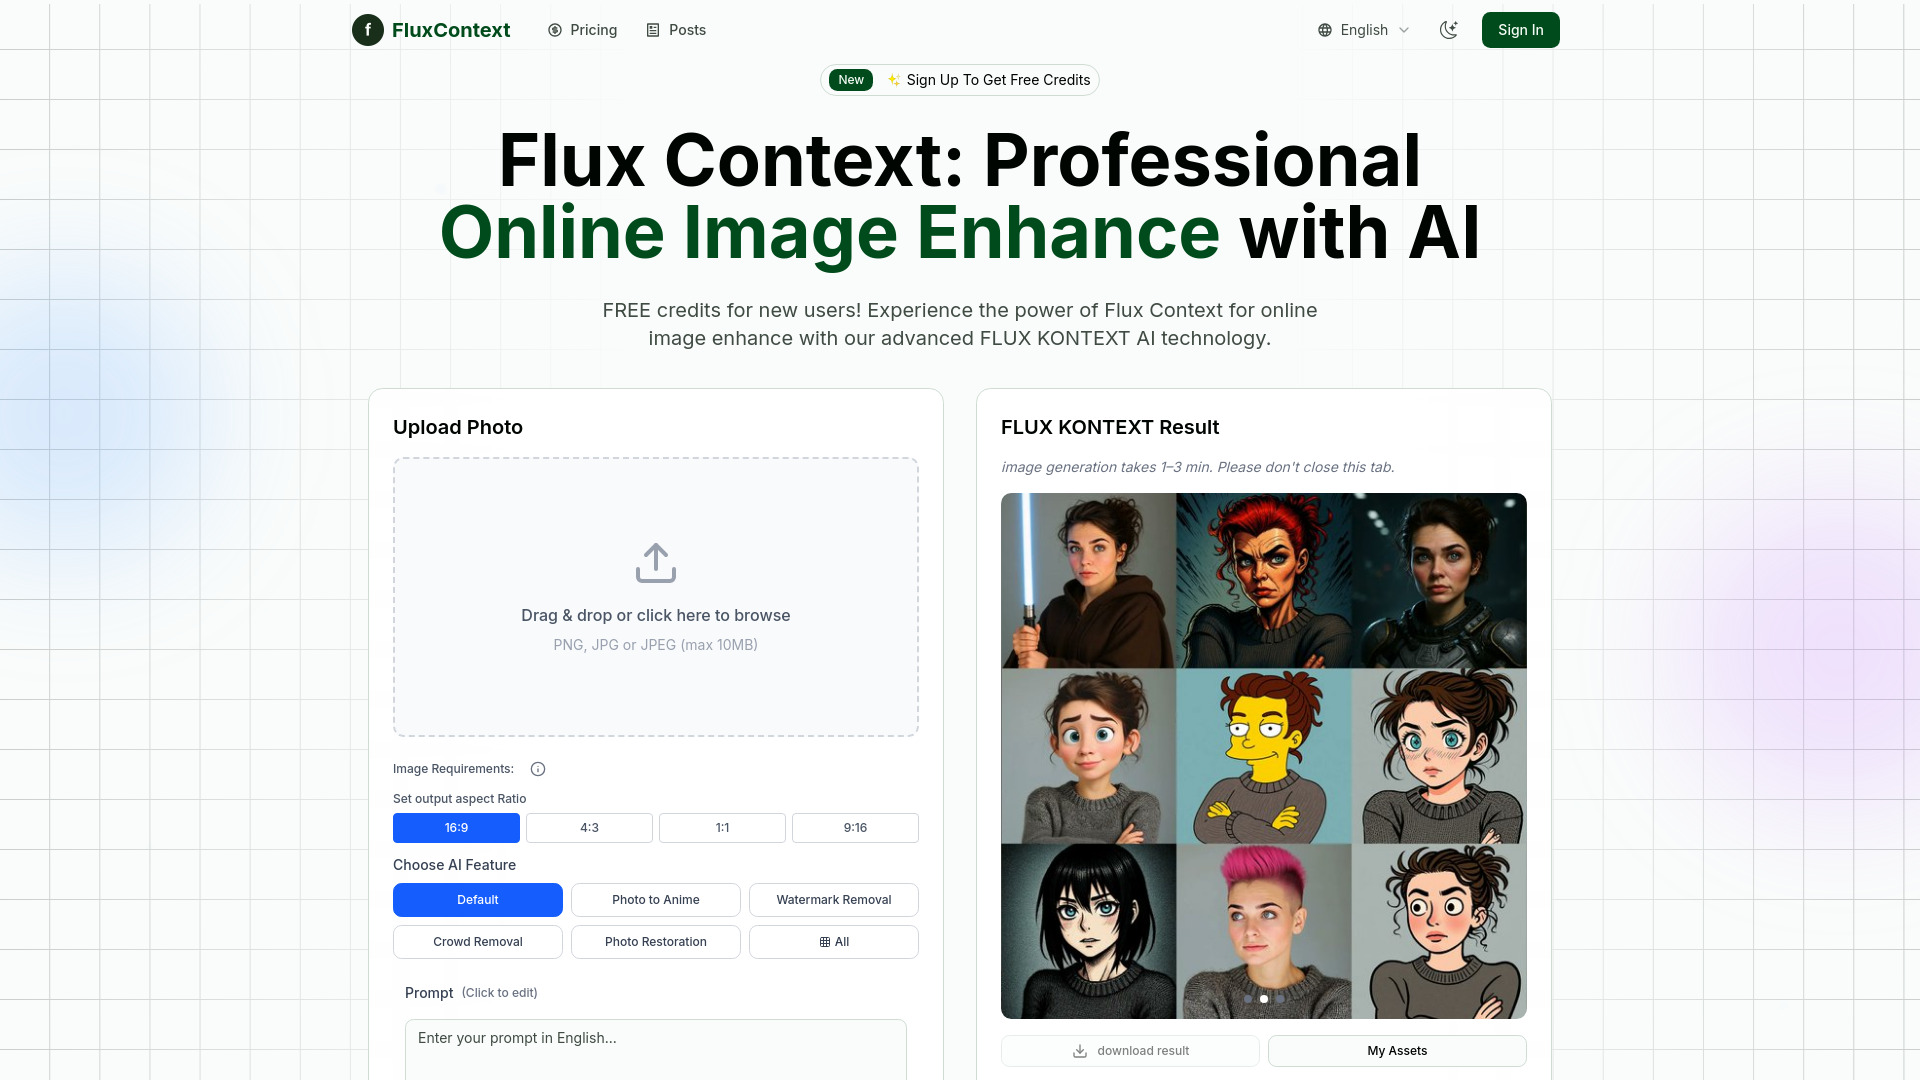 f FluxContext
Pricing
Posts
English
Sign In
New
Sign Up To Get Free Credits
Flux Context: Professional
Online Image Enhance with AI
FREE credits for new users! Experience the power of Flux Context for online
image enhance with our advanced FLUX KONTEXT AI technology.
Upload Photo
Drag & drop or click here to browse
PNG, JPG or JPEG (max 10MB)
Image Requirements:
Set output aspect Ratio
16:9
4:3
1:1
9:16
Choose AI Feature
Default
Photo to Anime
Watermark Removal
Crowd Removal
Photo Restoration
All
Prompt (Click to edit)
Enter your prompt in English...
FLUX KONTEXT Result
image generation takes 1–3 min. Please don't close this tab.
download result
My Assets